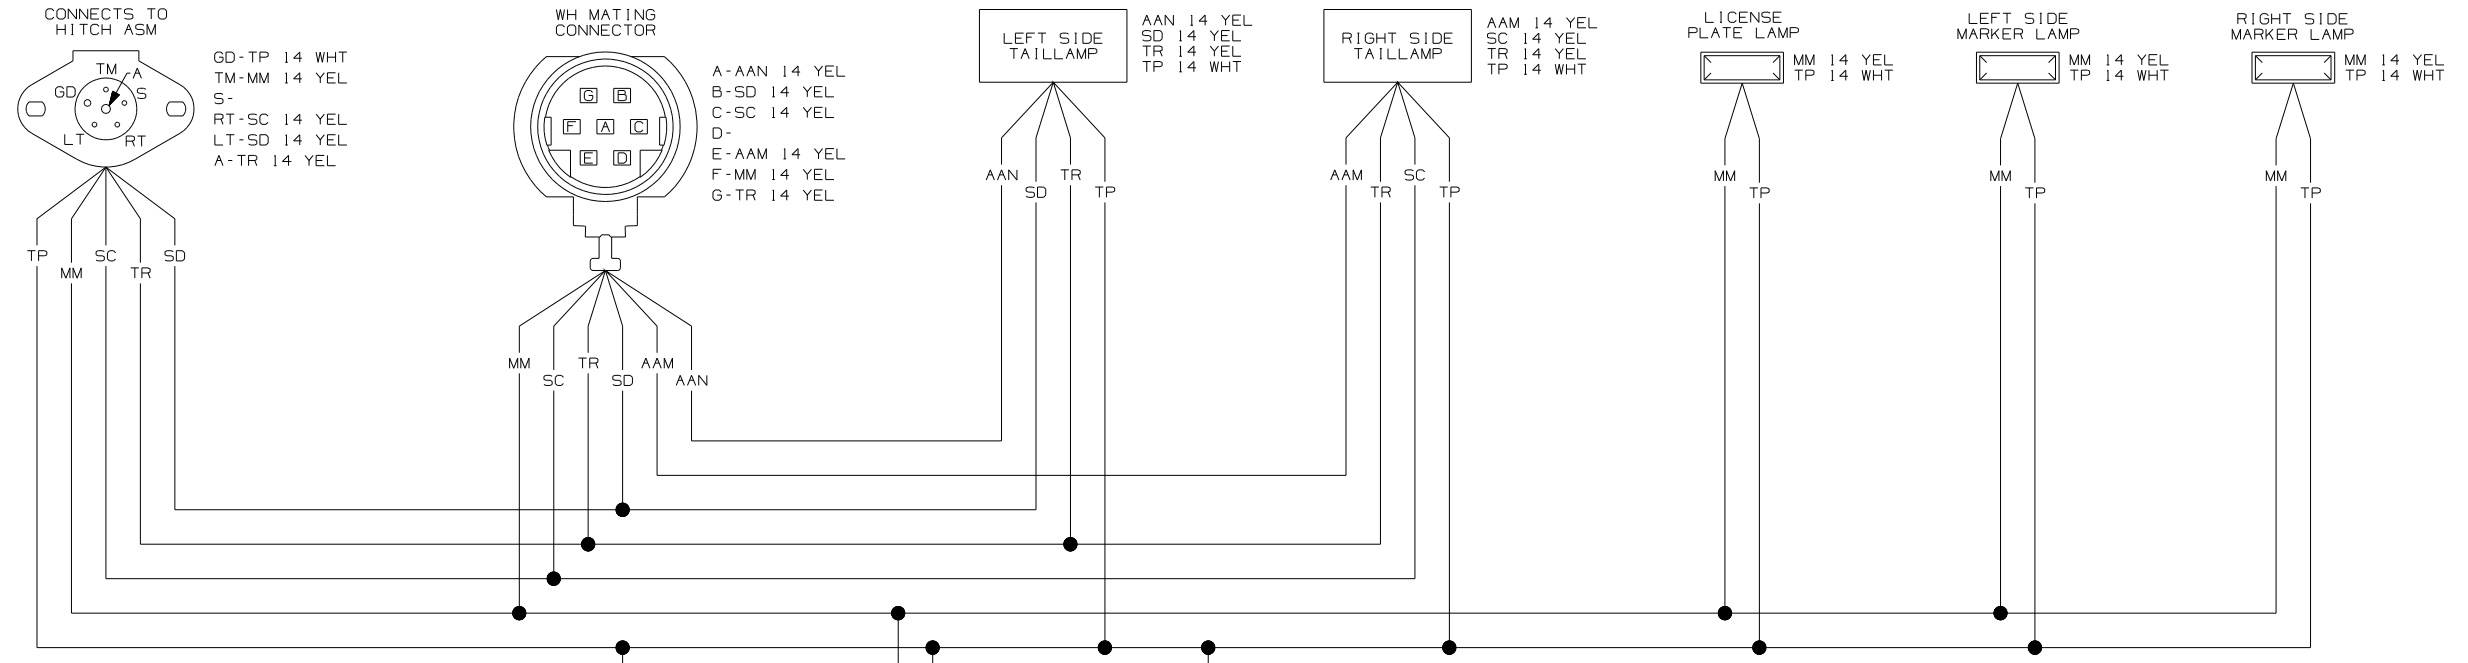 CONNECTS TO
HITCH ASM
TM
A
GD
S
LT
RT
GD-TP 14 WHT
TM-MM 14 YEL
S-
RT-SC 14 YEL
LT-SD 14 YEL
A-TR 14 YEL
TP
MM
SC
TR
SD
WH MATING
CONNECTOR
G
B
F
A
C
E
D
A-AAN 14 YEL
B-SD 14 YEL
C-SC 14 YEL
D-
E-AAM 14 YEL
F-MM 14 YEL
G-TR 14 YEL
MM
SC
TR
SD
AAM
AAN
LEFT SIDE
TAILLAMP
AAN 14 YEL
SD 14 YEL
TR 14 YEL
TP 14 WHT
AAN
SD
TR
TP
RIGHT SIDE
TAILLAMP
AAM 14 YEL
SC 14 YEL
TR 14 YEL
TP 14 WHT
AAM
TR
SC
TP
LICENSE
PLATE LAMP
MM 14 YEL
TP 14 WHT
MM
TP
LEFT SIDE
MARKER LAMP
MM 14 YEL
TP 14 WHT
MM
TP
RIGHT SIDE
MARKER LAMP
MM 14 YEL
TP 14 WHT
MM
TP